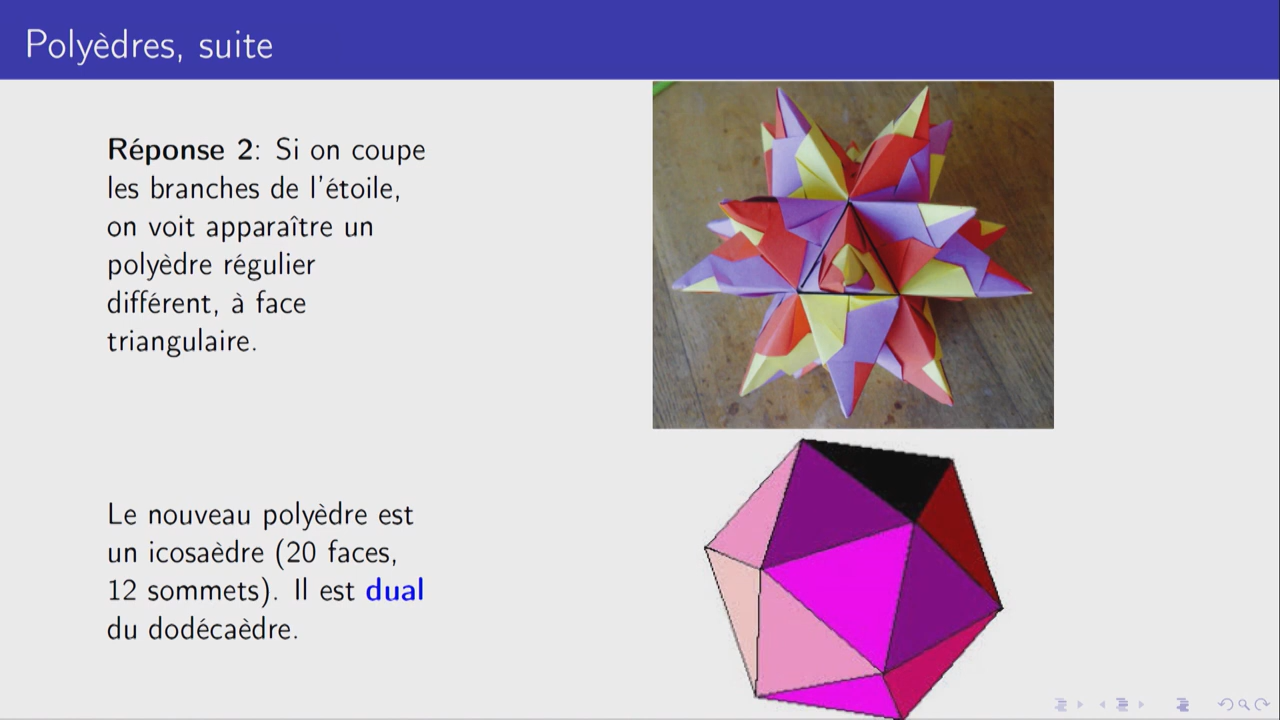 Polyèdres, suite
Réponse 2: Si on coupe
les branches de l'étoile,
on voit apparaître un
polyèdre régulier
différent, à face
triangulaire.
Le nouveau polyèdre est
un icosaèdre (20 faces,
12 sommets). Il est dual
du dodécaèdre.